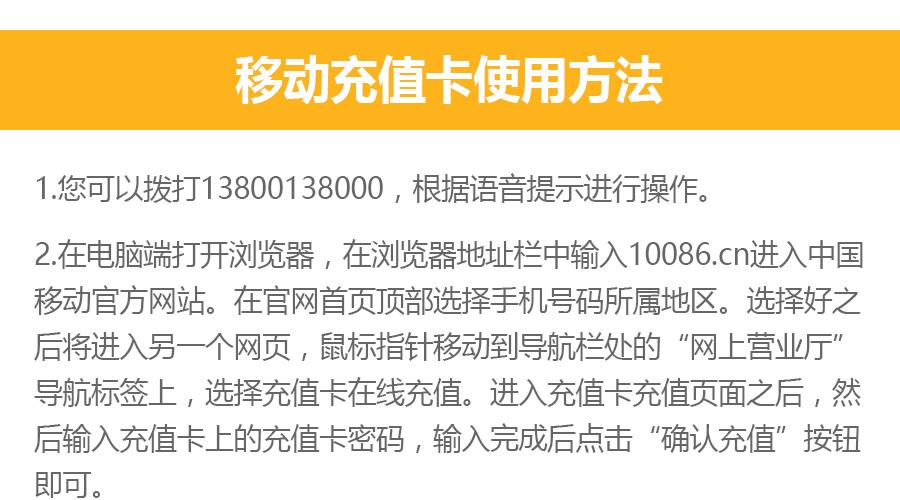 移动充值卡使用方法
1.您可以拨打13800138000，根据语音提示进行操作。
2.在电脑端打开浏览器，在浏览器地址栏中输入10086.cn进入中国
移动官方网站。在官网首页顶部选择手机号码所属地区。选择好之
后将进入另一个网页，鼠标指针移动到导航栏处的“网上营业厅”
导航标签上，选择充值卡在线充值。进入充值卡充值页面之后，然
后输入充值卡上的充值卡密码，输入完成后点击“确认充值”按钮
即可。